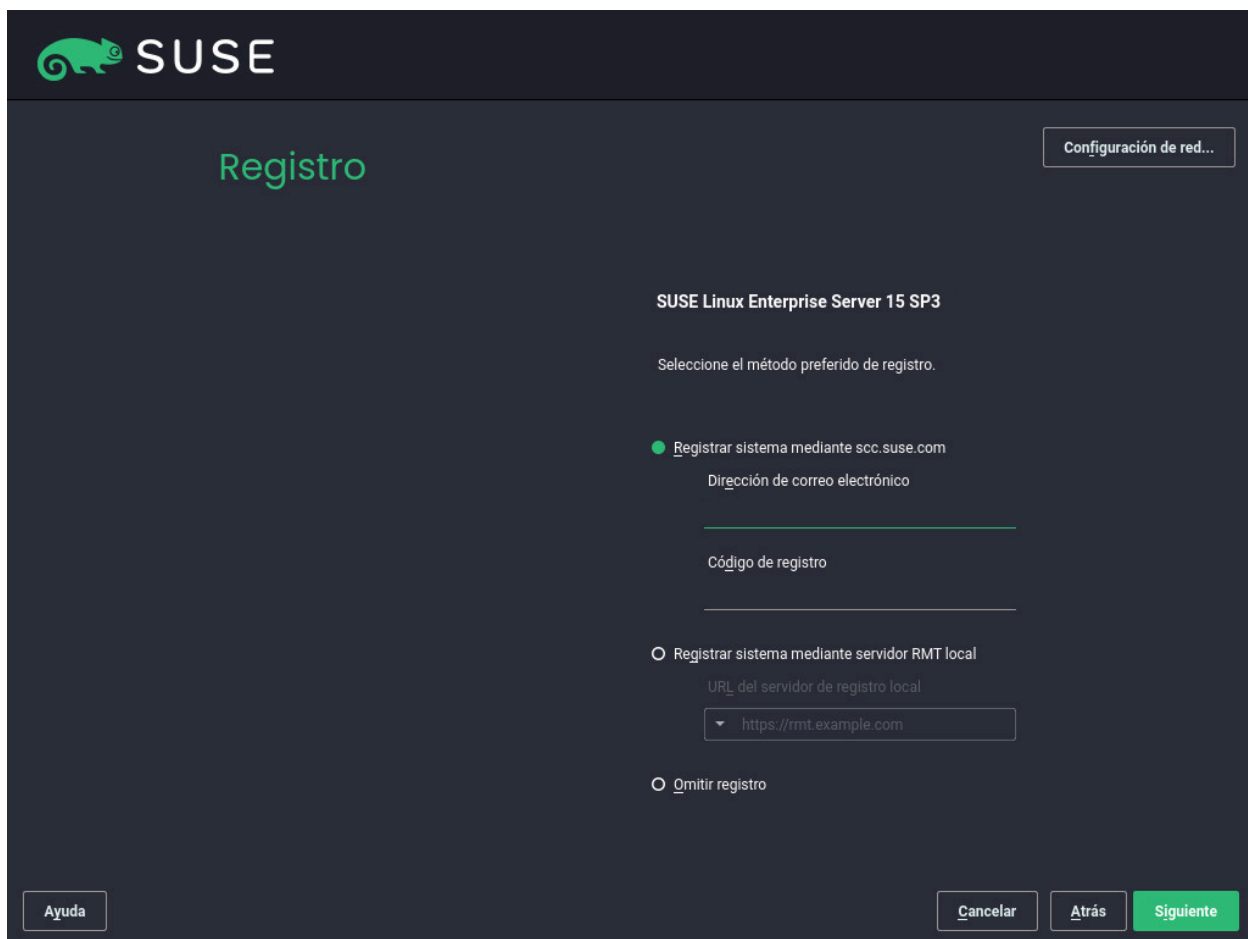 SUSE
Registro
Configuración de red...
SUSE Linux Enterprise Server 15 SP3
Seleccione el método preferido de registro.
Registrar sistema mediante scc.suse.com
Dirección de correo electrónico
Código de registro
Registrar sistema mediante servidor RMT local
URL del servidor de registro local
https://rmt.example.com
Omitir registro
Ayuda
Cancelar
Atrás
Siguiente